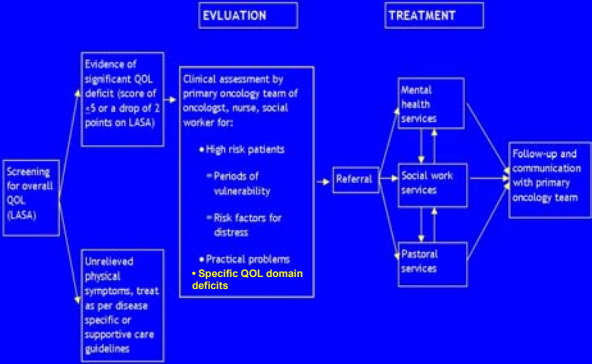 EVLUATION
TREATMENT
Evidence of
significant QOL
deficit (score of
≤5 or a drop of 2
points on LASA)
Clinical assessment by
primary oncology team of
oncologst, nurse, social
worker for:
• High risk patients
Periods of
vulnerability
Risk factors for
distress
• Practical problems
• Specific QOL domain
deficits
Screening
for overall
QOL
(LASA)
Unrelieved
physical
symptoms, treat
as per disease
specific or
supportive care
guidelines
Referral
Mental
health
services
Social work
services
Pastoral
services
Follow-up and
communication
with primary
oncology team